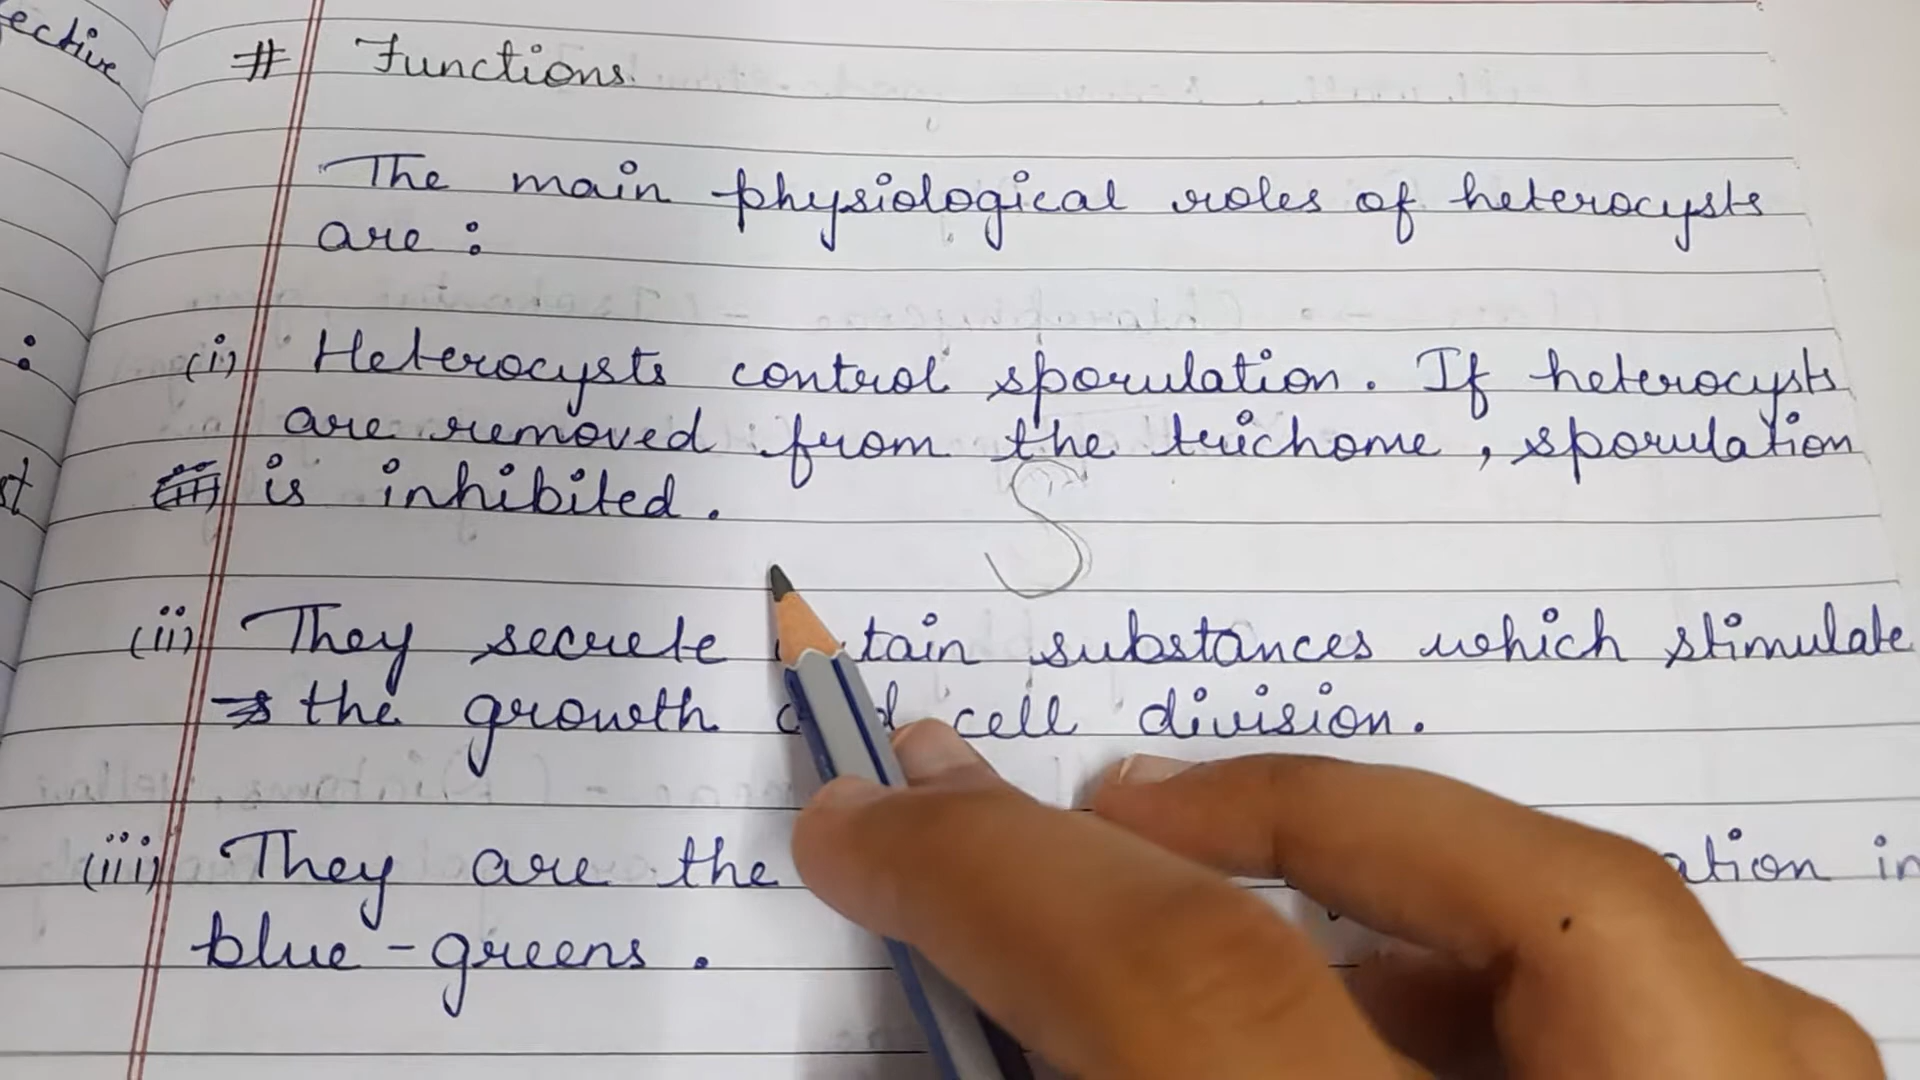 ective
# Functions.
The main physiological roles of heterocysts
are :
(i) Heterocysts control sporulation. If heterocysts
are removed from the trichome, sporulation
is inhibited.
S
(ii) They secrete tain substances which stimulate
the growth d cell division.
(iii) They are the ation in
blue-greens.
:
st